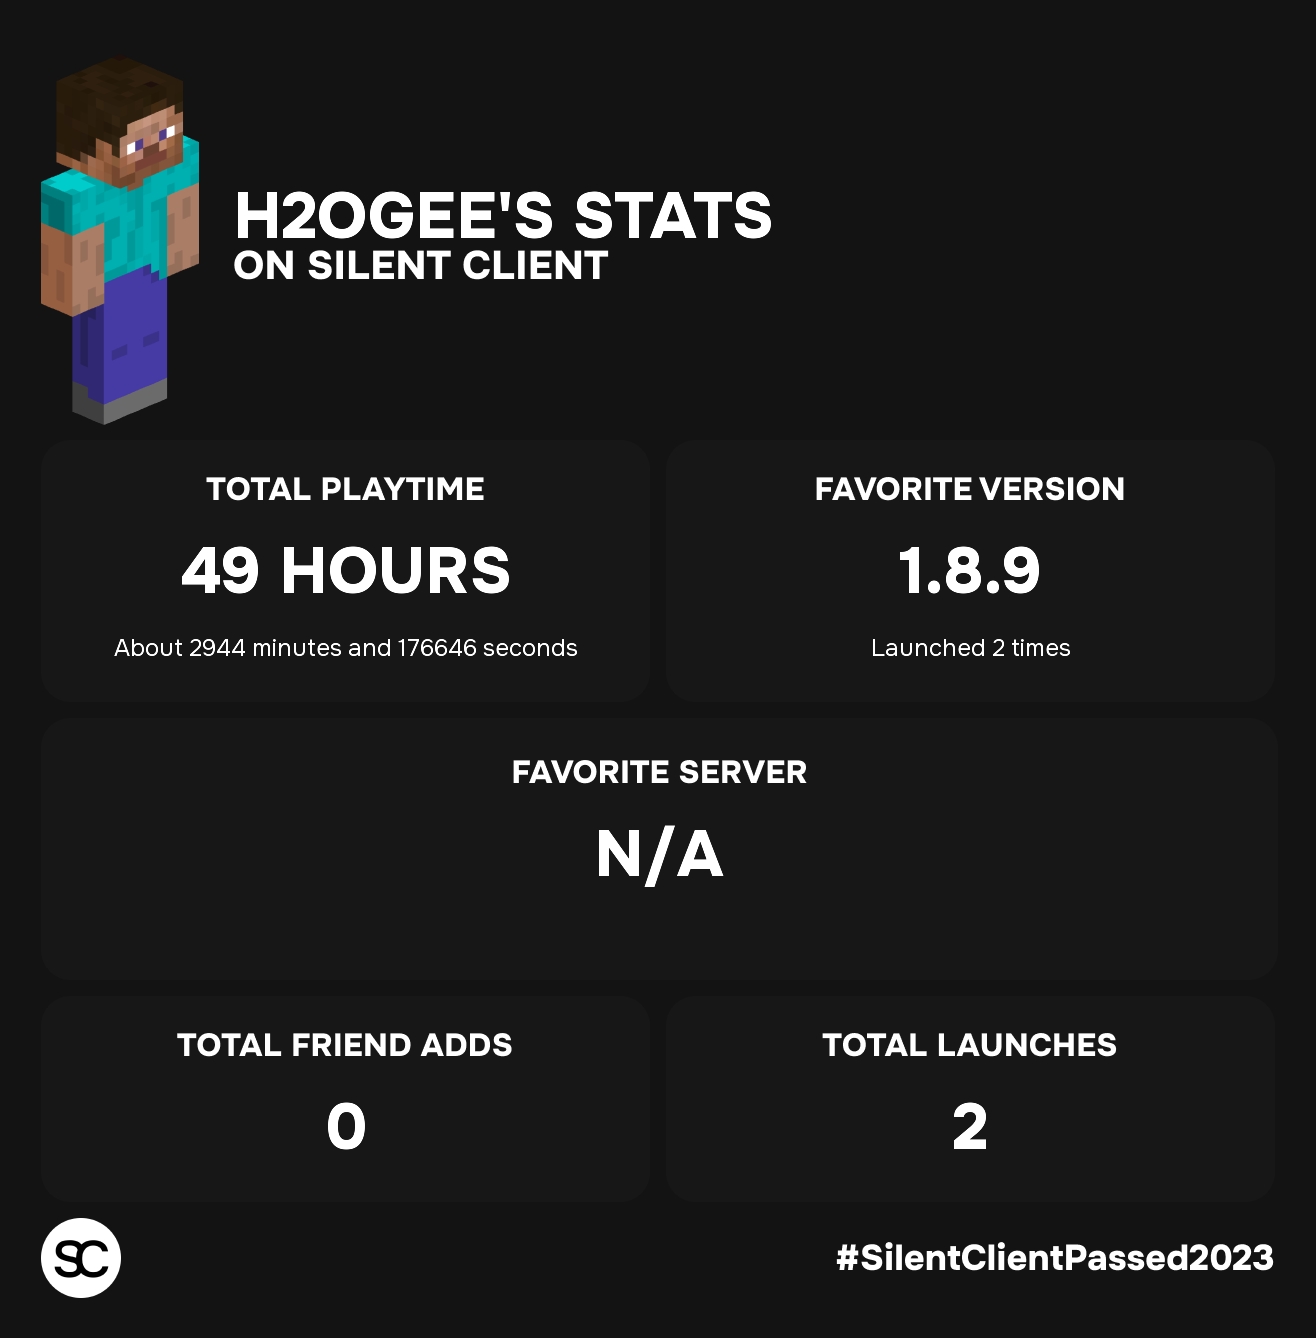 H2OGEE'S STATS
ON SILENT CLIENT
TOTAL PLAYTIME
49 HOURS
About 2944 minutes and 176646 seconds
FAVORITE VERSION
1.8.9
Launched 2 times
FAVORITE SERVER
N/A
TOTAL FRIEND ADDS
0
TOTAL LAUNCHES
2
SC
#SilentClientPassed2023